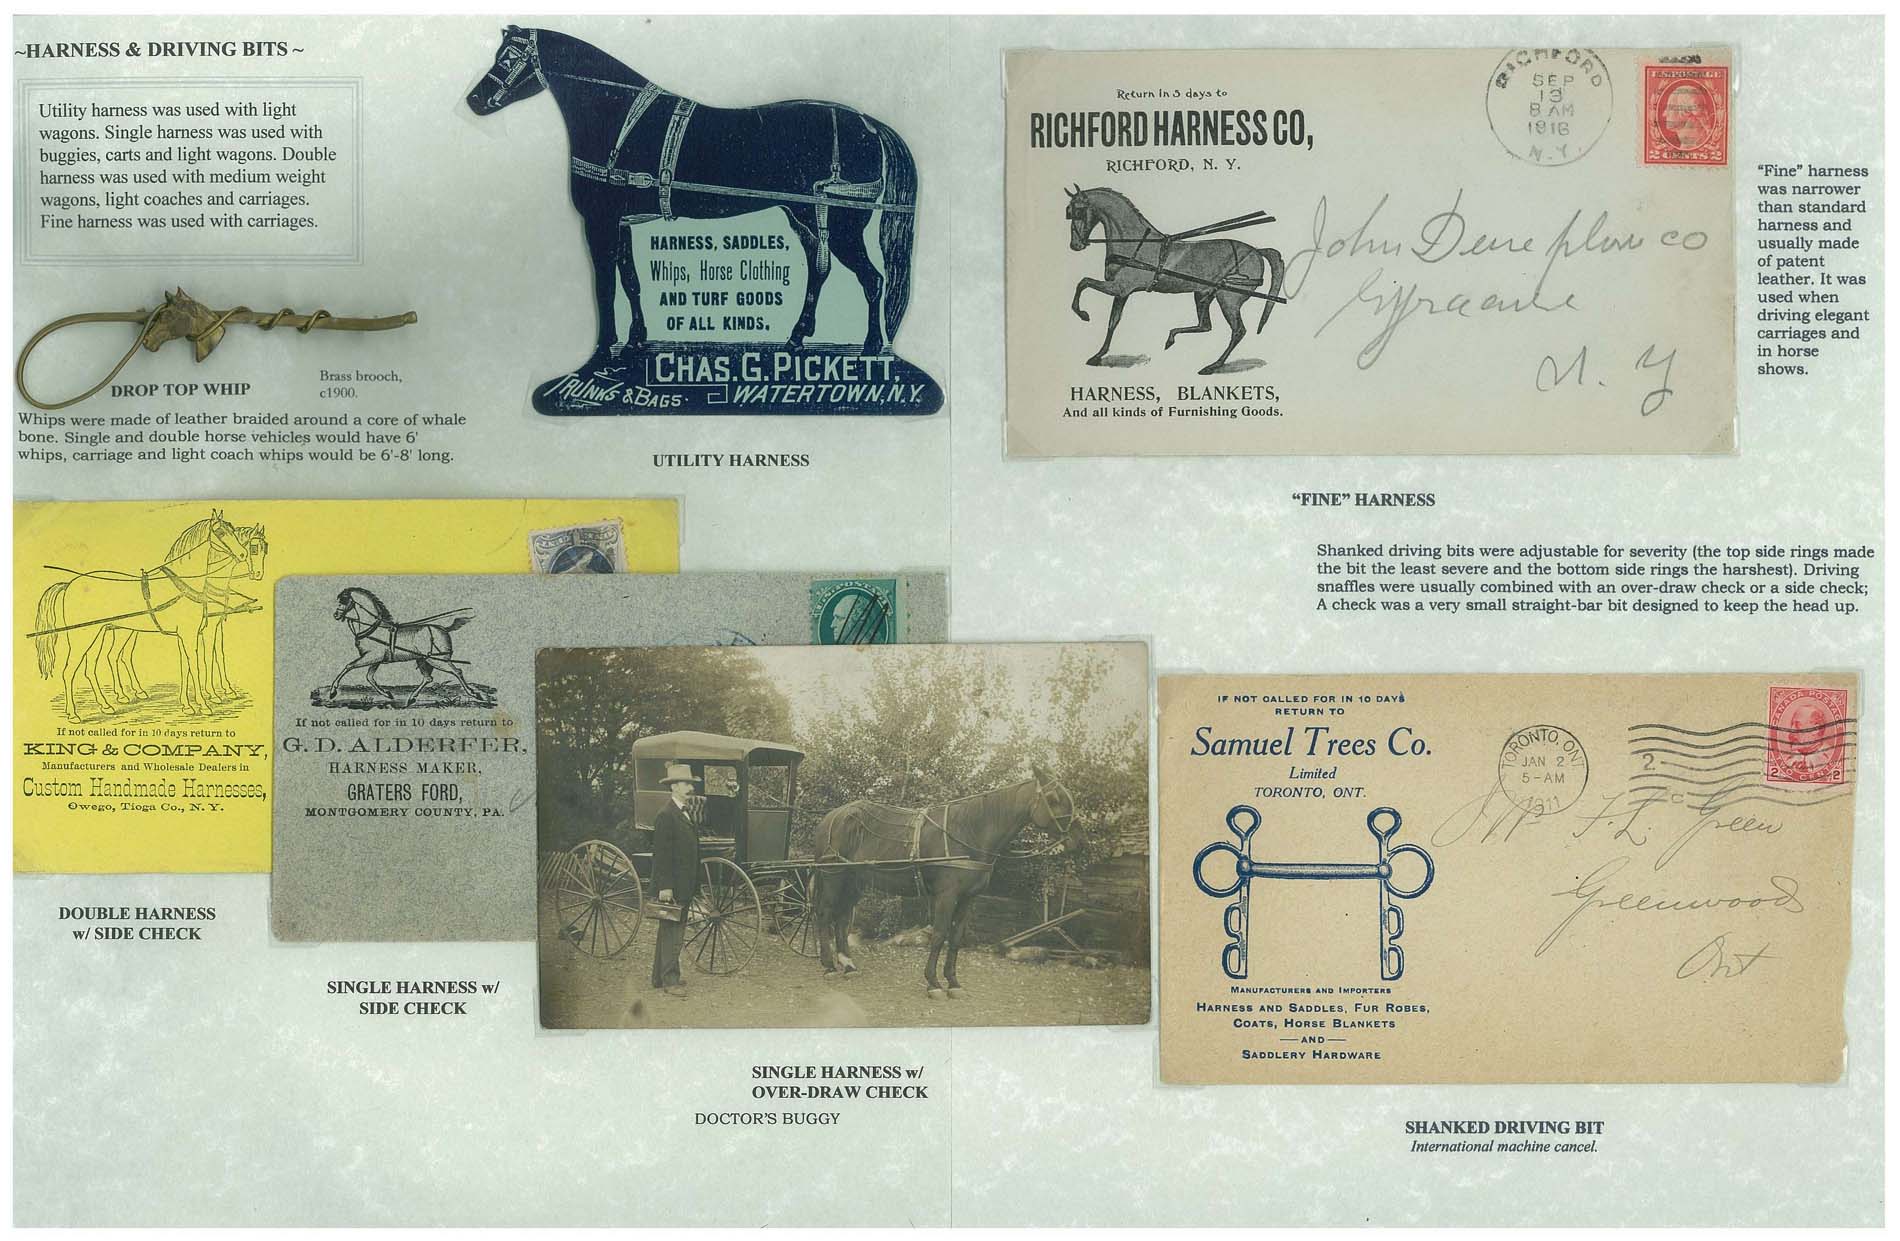 ~HARNESS & DRIVING BITS ~
Utility harness was used with light
wagons. Single harness was used with
buggies, carts and light wagons. Double
harness was used with medium weight
wagons, light coaches and carriages.
Fine harness was used with carriages.
DROP TOP WHIP
Brass brooch,
c1900.
Whips were made of leather braided around a core of whale
bone. Single and double horse vehicles would have 6'
whips, carriage and light coach whips would be 6'-8' long.
HARNESS, SADDLES,
Whips, Horse Clothing
AND TURF GOODS
OF ALL KINDS.
CHAS. G. PICKETT,
TRUNKS & BAGS.
WATERTOWN, N.Y.
UTILITY HARNESS
Return in 5 days to
RICHFORD HARNESS CO,
RICHFORD, N. Y.
HARNESS, BLANKETS,
And all kinds of Furnishing Goods.
RICHFORD
SEP
13
8 AM
1916
N.Y.
2 CENTS 2
John Deere plow co
Syracuse
N. Y
"Fine" harness
was narrower
than standard
harness and
usually made
of patent
leather. It was
used when
driving elegant
carriages and
in horse
shows.
"FINE" HARNESS
Shanked driving bits were adjustable for severity (the top side rings made
the bit the least severe and the bottom side rings the harshest). Driving
snaffles were usually combined with an over-draw check or a side check;
A check was a very small straight-bar bit designed to keep the head up.
If not called for in 10 days return to
KING & COMPANY,
Manufacturers and Wholesale Dealers in
Custom Handmade Harnesses,
Owego, Tioga Co., N. Y.
DOUBLE HARNESS
w/ SIDE CHECK
If not called for in 10 days return to
G. D. ALDERFER,
HARNESS MAKER,
GRATERS FORD,
MONTGOMERY COUNTY, PA.
SINGLE HARNESS w/
SIDE CHECK
SINGLE HARNESS w/
OVER-DRAW CHECK
DOCTOR'S BUGGY
IF NOT CALLED FOR IN 10 DAYS
RETURN TO
Samuel Trees Co.
Limited
TORONTO, ONT.
MANUFACTURERS AND IMPORTERS
HARNESS AND SADDLES, FUR ROBES,
COATS, HORSE BLANKETS
—AND—
SADDLERY HARDWARE
TORONTO, ONT
JAN 2
5-AM
1911
2.
C
CANADA POSTAGE
2 TWO CENTS 2
F. L. Green
Greenwood
Ont
SHANKED DRIVING BIT
International machine cancel.